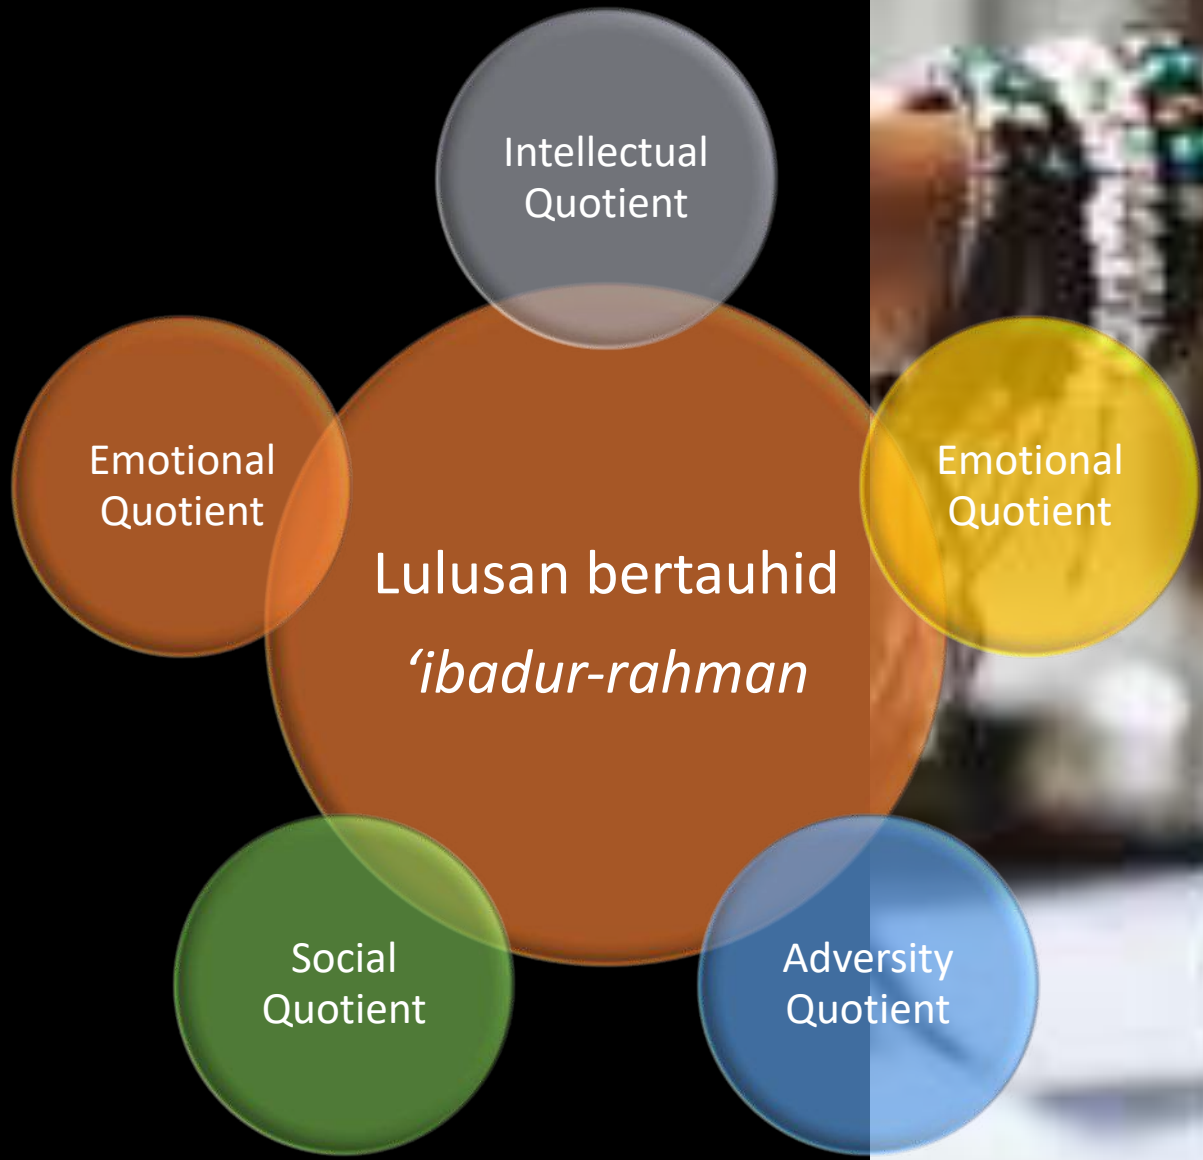 Intellectual
Quotient
Emotional
Quotient
Emotional
Quotient
Lulusan bertauhid
‘ibadur-rahman
Social
Quotient
Adversity
Quotient